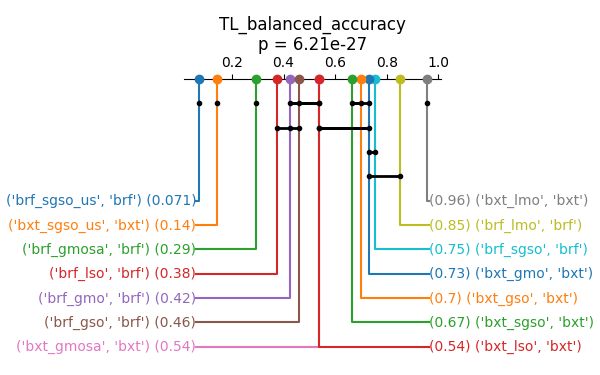 TL_balanced_accuracy
p = 6.21e-27
0.2 0.4 0.6 0.8 1.0
('brf_sgso_us', 'brf') (0.071) (0.96) ('bxt_lmo', 'bxt')
('bxt_sgso_us', 'bxt') (0.14) (0.85) ('brf_lmo', 'brf')
('brf_gmosa', 'brf') (0.29) (0.75) ('brf_sgso', 'brf')
('brf_lso', 'brf') (0.38) (0.73) ('bxt_gmo', 'bxt')
('brf_gmo', 'brf') (0.42) (0.7) ('bxt_gso', 'bxt')
('brf_gso', 'brf') (0.46) (0.67) ('bxt_sgso', 'bxt')
('bxt_gmosa', 'bxt') (0.54) (0.54) ('bxt_lso', 'bxt')